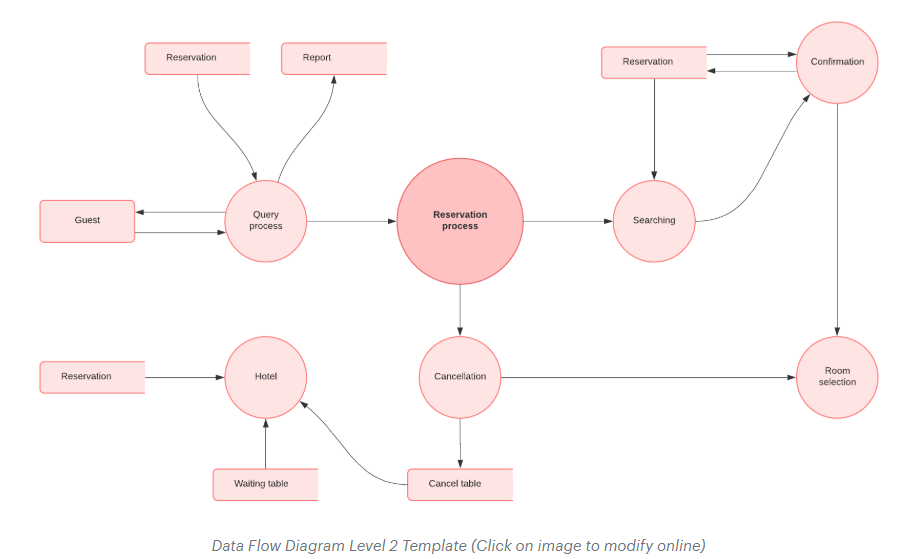 Reservation
Report
Reservation
Confirmation
Guest
Query
process
Reservation
process
Searching
Reservation
Hotel
Cancellation
Room
selection
Waiting table
Cancel table
Data Flow Diagram Level 2 Template (Click on image to modify online)